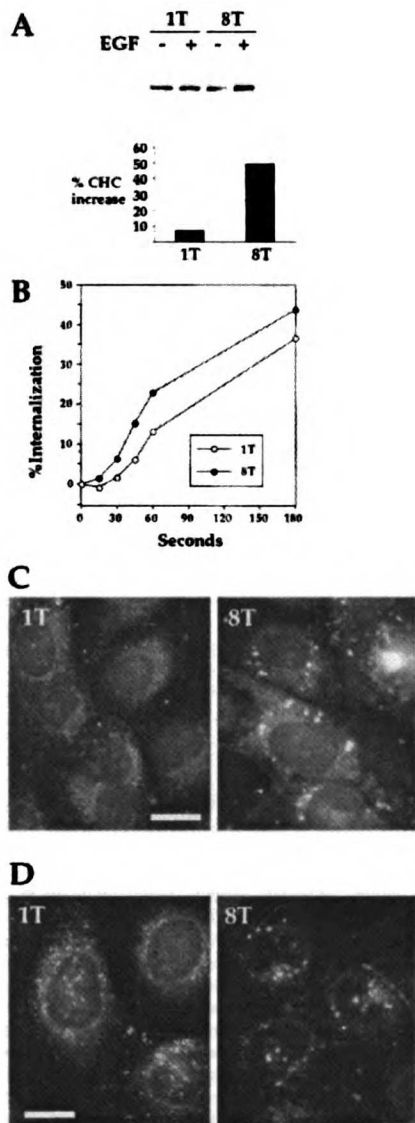 A
1T 8T
EGF - + - +
60
50
% CHC 40
increase 30
20
10
1T 8T
B
50
40
30
20
10
0
%Internalization
1T
8T
0 30 60 90 120 150 180
Seconds
C
1T 8T
D
1T 8T